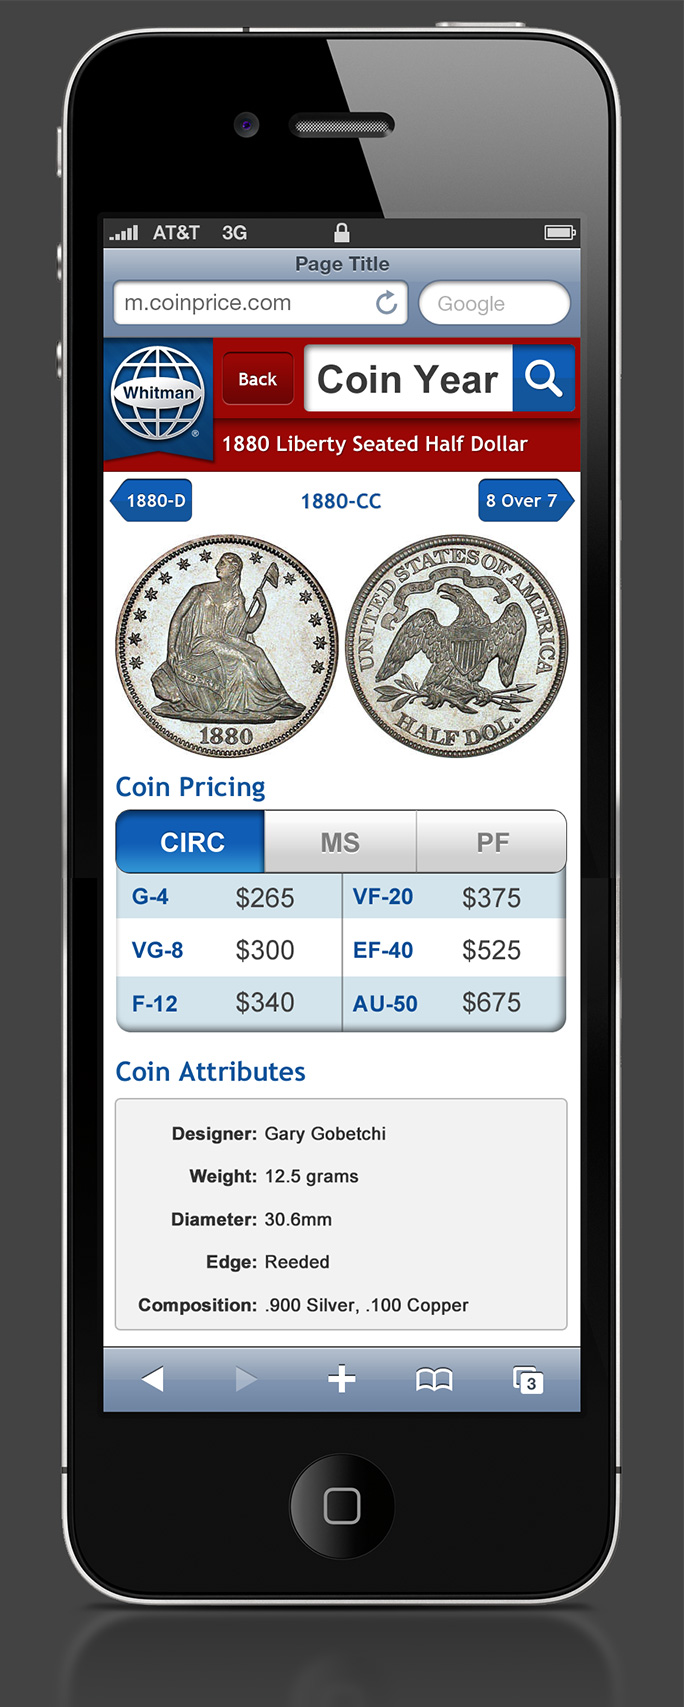 AT&T 3G
Page Title
m.coinprice.com
Google
Whitman
®
Back
Coin Year
1880 Liberty Seated Half Dollar
1880-D
1880-CC
8 Over 7
1880
UNITED STATES OF AMERICA
HALF DOL.
Coin Pricing
CIRC MS PF
G-4 $265 VF-20 $375
VG-8 $300 EF-40 $525
F-12 $340 AU-50 $675
Coin Attributes
Designer: Gary Gobetchi
Weight: 12.5 grams
Diameter: 30.6mm
Edge: Reeded
Composition: .900 Silver, .100 Copper
3